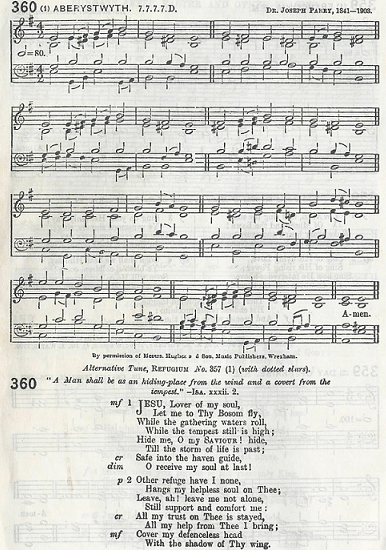 360 (1) ABERYSTWYTH. 7.7.7.7.D. DR. JOSEPH PARRY, 1841–1903.
=80.
A-men.
By permission of Messrs. Hughes & Son, Music Publishers, Wrexham.
Alternative Tune, REFUGIUM No. 357 (1) (with dotted slurs).
360 "A Man shall be as an hiding-place from the wind and a covert from the
tempest."–ISA. xxxii. 2.
mf 1 JESU, Lover of my soul,
Let me to Thy Bosom fly,
While the gathering waters roll,
While the tempest still is high;
Hide me, O my SAVIOUR! hide,
Till the storm of life is past;
cr Safe into the haven guide,
dim O receive my soul at last!
p 2 Other refuge have I none,
Hangs my helpless soul on Thee;
Leave, ah! leave me not alone,
Still support and comfort me:
cr All my trust on Thee is stayed,
All my help from Thee I bring;
mf Cover my defenceless head
With the shadow of Thy wing.